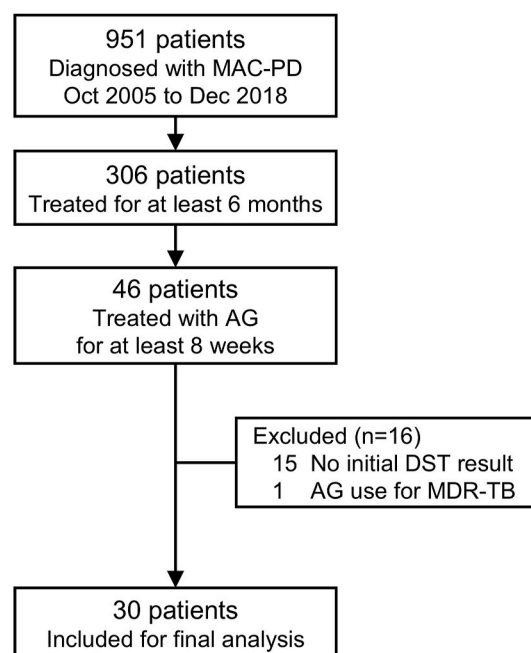 951 patients
Diagnosed with MAC-PD
Oct 2005 to Dec 2018
306 patients
Treated for at least 6 months
46 patients
Treated with AG
for at least 8 weeks
Excluded (n=16)
15 No initial DST result
1 AG use for MDR-TB
30 patients
Included for final analysis